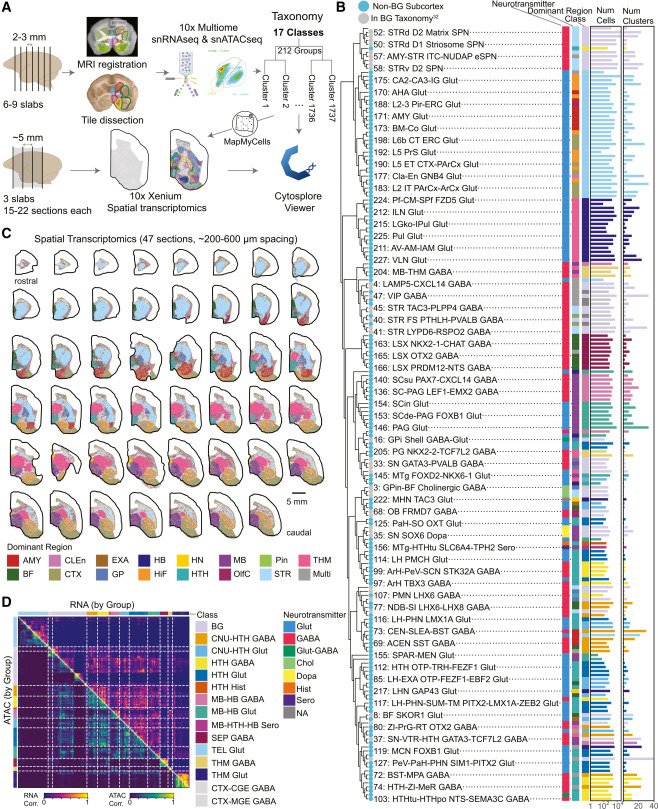 A
2-3 mm
6-9 slabs
MRI registration
Tile dissection
10x Multiome
snRNAseq & snATACseq
Taxonomy
17 Classes
212 Groups
Cluster 1
Cluster 2
...
Cluster 1736
Cluster 1737
MapMyCells
~5 mm
3 slabs
15-22 sections each
10x Xenium
Spatial transcriptomics
Cytosplore
Viewer
B
Non-BG Subcortex
In BG Taxonomy
Neurotransmitter
Dominant Region
Class
Num
Cells
Num
Clusters
52: STRd D2 Matrix SPN
50: STRd D1 Striosome SPN
57: AMY-STR ITC-NUDAP eSPN
58: STRv D2 SPN
175: CA2-CA3-IG Glut
170: AHA Glut
188: L2-3 Pir-ERC Glut
171: AMY Glut
173: BM-Co Glut
198: L6b CT ERC Glut
192: L5 PrS Glut
190: L5 ET CTX-PArCx Glut
177: Cla-En GNB4 Glut
183: L2 IT PArCx-ArCx Glut
224: Pf-CM-SPf FZD5 Glut
212: ILN Glut
215: LGko-IPul Glut
225: Pul Glut
211: AV-AM-IAM Glut
227: VLN Glut
204: MB-THM GABA
4: LAMP5-CXCL14 GABA
47: VIP GABA
45: STR TAC3-PLPP4 GABA
40: STR FS PTHLH-PVALB GABA
41: STR LYPD6-RSPO2 GABA
163: LSX NKX2-1-CHAT GABA
165: LSX OTX2 GABA
166: LSX PRDM12-NTS GABA
140: SCsu PAX7-CXCL14 GABA
136: SC-PAG LEF1-EMX2 GABA
154: SCin Glut
153: SCde-PAG FOXB1 Glut
146: PAG Glut
16: GPi Shell GABA-Glut
205: PG NKX2-2-TCF7L2 GABA
33: SN GATA3-PVALB GABA
145: MTg FOXD2-NKX6-1 Glut
3: GPin-BF Cholinergic GABA
222: MHN TAC3 Glut
68: OB FRMD7 GABA
125: PaH-SO OXT Glut
35: SN SOX6 Dopa
156: MTg-HTHtu SLC6A4-TPH2 Sero
114: LH PMCH Glut
99: ArH-PeV-SCN STK32A GABA
97: ArH TBX3 GABA
107: PMN LHX6 GABA
77: NDB-SI LHX6-LHX8 GABA
116: LH-PHN LMX1A Glut
73: CEN-SLEA-BST GABA
69: ACEN SST GABA
155: SPAR-MEN Glut
112: HTH OTP-TRH-FEZF1 Glut
85: LH-EXA OTP-FEZF1-EBF2 Glut
217: LHN GAP43 Glut
117: LH-PHN-SUM-TM PITX2-LMX1A-ZEB2 Glut
8: BF SKOR1 Glut
80: ZI-PrG-RT OTX2 GABA
37: SN-VTR-HTH GATA3-TCF7L2 GABA
119: MCN FOXB1 Glut
127: PeV-PaH-PHN SIM1-PITX2 Glut
72: BST-MPA GABA
74: HTH-ZI-MeR GABA
103: HTHtu-HTHpo NTS-SEMA3C GABA
C
Spatial Transcriptomics (47 sections, ~200-600 µm spacing)
rostral
5 mm
caudal
Dominant Region
AMY
CLEn
EXA
HB
HN
MB
Pin
THM
BF
CTX
GP
HiF
HTH
OlfC
STR
Multi
D
RNA (by Group)
ATAC (by Group)
RNA
Corr.
0
1
ATAC
Corr.
0
1
Class
BG
CNU-HTH GABA
CNU-HTH Glut
HTH GABA
HTH Glut
HTH Hist
MB-HB GABA
MB-HB Glut
MB-HTH-HB Sero
SEP GABA
TEL Glut
THM GABA
THM Glut
CTX-CGE GABA
CTX-MGE GABA
Neurotransmitter
Glut
GABA
Glut-GABA
Chol
Dopa
Hist
Sero
NA